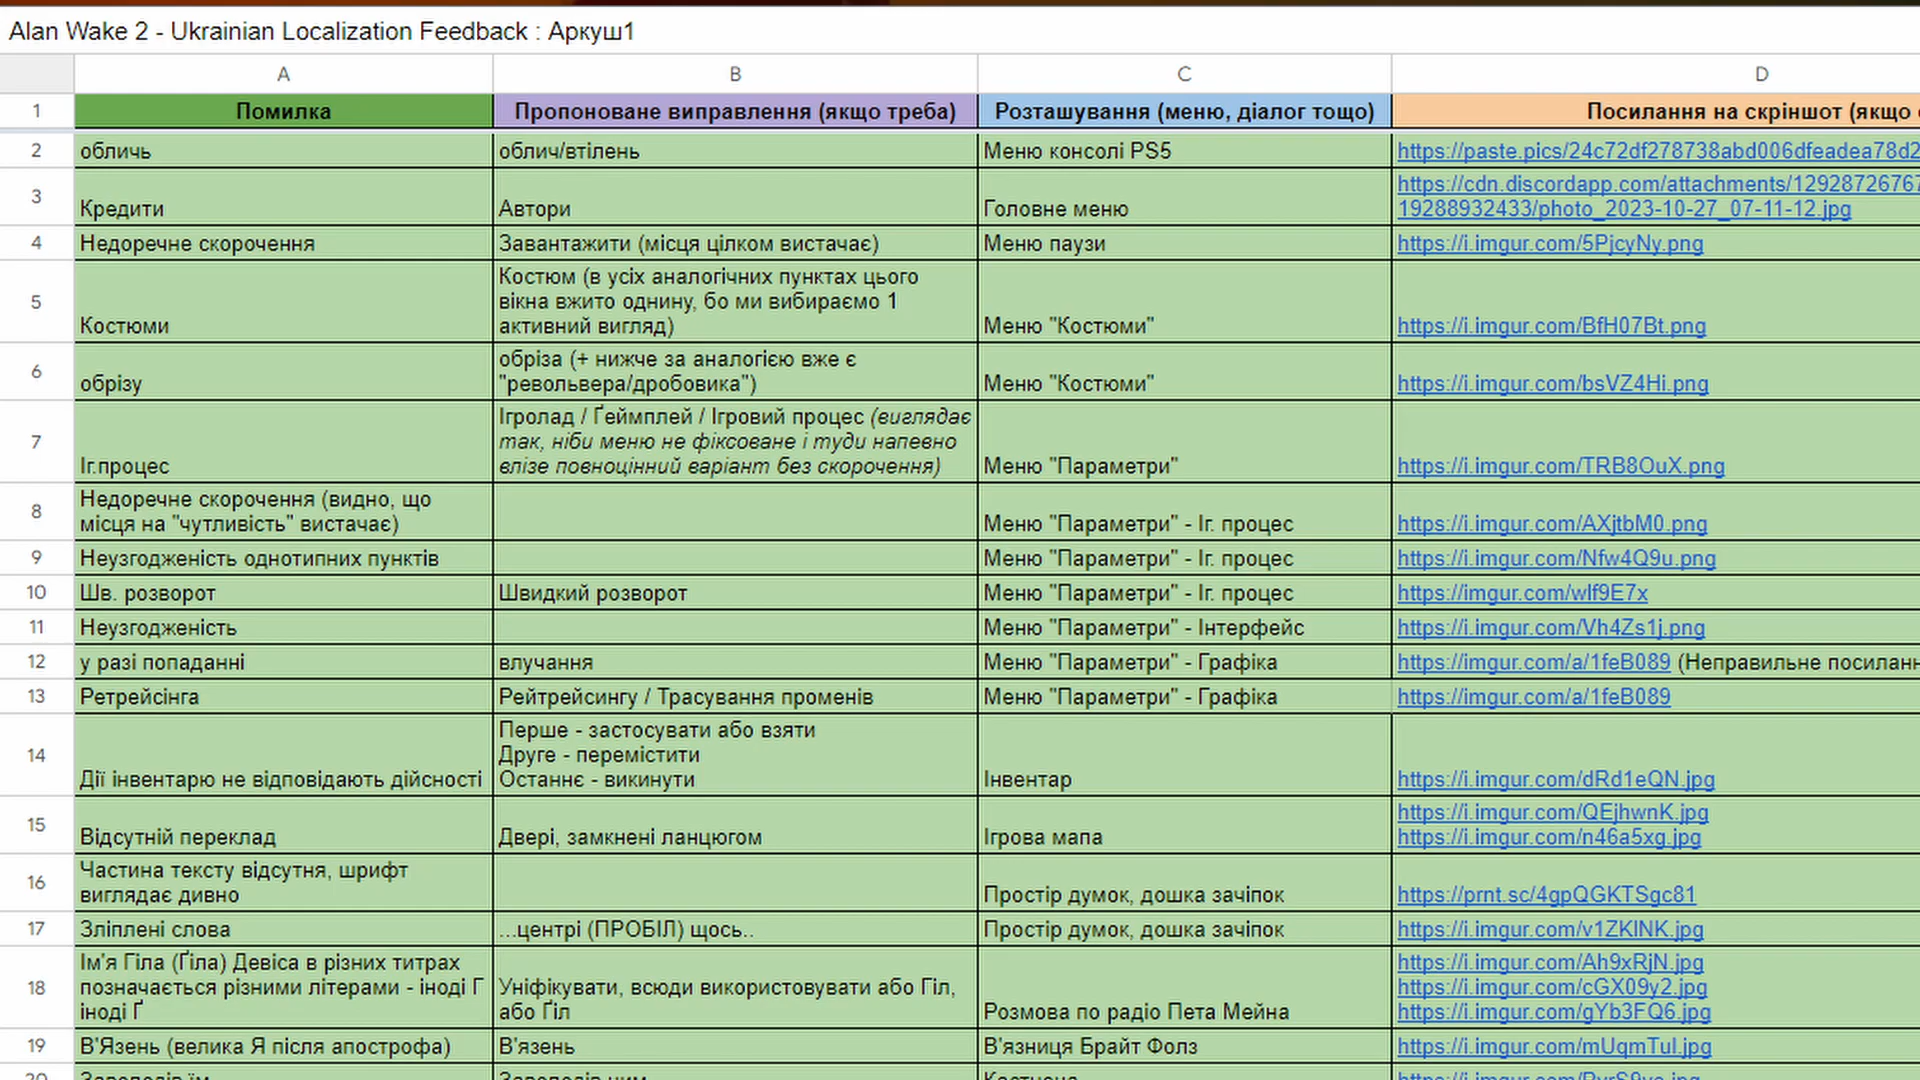 Alan Wake 2 - Ukrainian Localization Feedback : Аркуш1
A B C D
1 Помилка Пропоноване виправлення (якщо треба) Розташування (меню, діалог тощо) Посилання на скріншот (якщо
2 обличь облич/втілень Меню консолі PS5 https://paste.pics/24c72df278738abd006dfeadea78d2
https://cdn.discordapp.com/attachments/12928726767
3 Кредити Автори Головне меню 19288932433/photo_2023-10-27_07-11-12.jpg
4 Недоречне скорочення Завантажити (місця цілком вистачає) Меню паузи https://i.imgur.com/5PjcyNy.png
Костюм (в усіх аналогічних пунктах цього
5 вікна вжито однину, бо ми вибираємо 1
Костюми активний вигляд) Меню "Костюми" https://i.imgur.com/BfH07Bt.png
6 обріза (+ нижче за аналогією вже є
обрізу "револьвера/дробовика") Меню "Костюми" https://i.imgur.com/bsVZ4Hi.png
Ігролад / Ґеймплей / Ігровий процес (виглядає
7 так, ніби меню не фіксоване і туди напевно
Іг.процес влізе повноцінний варіант без скорочення) Меню "Параметри" https://i.imgur.com/TRB8OuX.png
8 Недоречне скорочення (видно, що
місця на "чутливість" вистачає) Меню "Параметри" - Іг. процес https://i.imgur.com/AXjtbM0.png
9 Неузгодженість однотипних пунктів Меню "Параметри" - Іг. процес https://i.imgur.com/Nfw4Q9u.png
10 Шв. розворот Швидкий розворот Меню "Параметри" - Іг. процес https://imgur.com/wIf9E7x
11 Неузгодженість Меню "Параметри" - Інтерфейс https://i.imgur.com/Vh4Zs1j.png
12 у разі попаданні влучання Меню "Параметри" - Графіка https://imgur.com/a/1feB089 (Неправильне посилан
13 Ретрейсінга Рейтрейсингу / Трасування променів Меню "Параметри" - Графіка https://imgur.com/a/1feB089
Перше - застосувати або взяти
14 Друге - перемістити
Дії інвентарю не відповідають дійсності Останнє - викинути Інвентар https://i.imgur.com/dRd1eQN.jpg
15 https://i.imgur.com/QEjhwnK.jpg
Відсутній переклад Двері, замкнені ланцюгом Ігрова мапа https://i.imgur.com/n46a5xg.jpg
16 Частина тексту відсутня, шрифт
виглядає дивно Простір думок, дошка зачіпок https://prnt.sc/4gpQGKTSgc81
17 Зліплені слова ...центрі (ПРОБІЛ) щось.. Простір думок, дошка зачіпок https://i.imgur.com/v1ZKlNK.jpg
Ім'я Гіла (Ґіла) Девіса в різних титрах https://i.imgur.com/Ah9xRjN.jpg
18 позначається різними літерами - іноді Г Уніфікувати, всюди використовувати або Гіл, https://i.imgur.com/cGX09y2.jpg
іноді Ґ або Ґіл Розмова по радіо Пета Мейна https://i.imgur.com/gYb3FQ6.jpg
19 В'Язень (велика Я після апострофа) В'язень В'язниця Брайт Фолз https://i.imgur.com/mUqmTuI.jpg